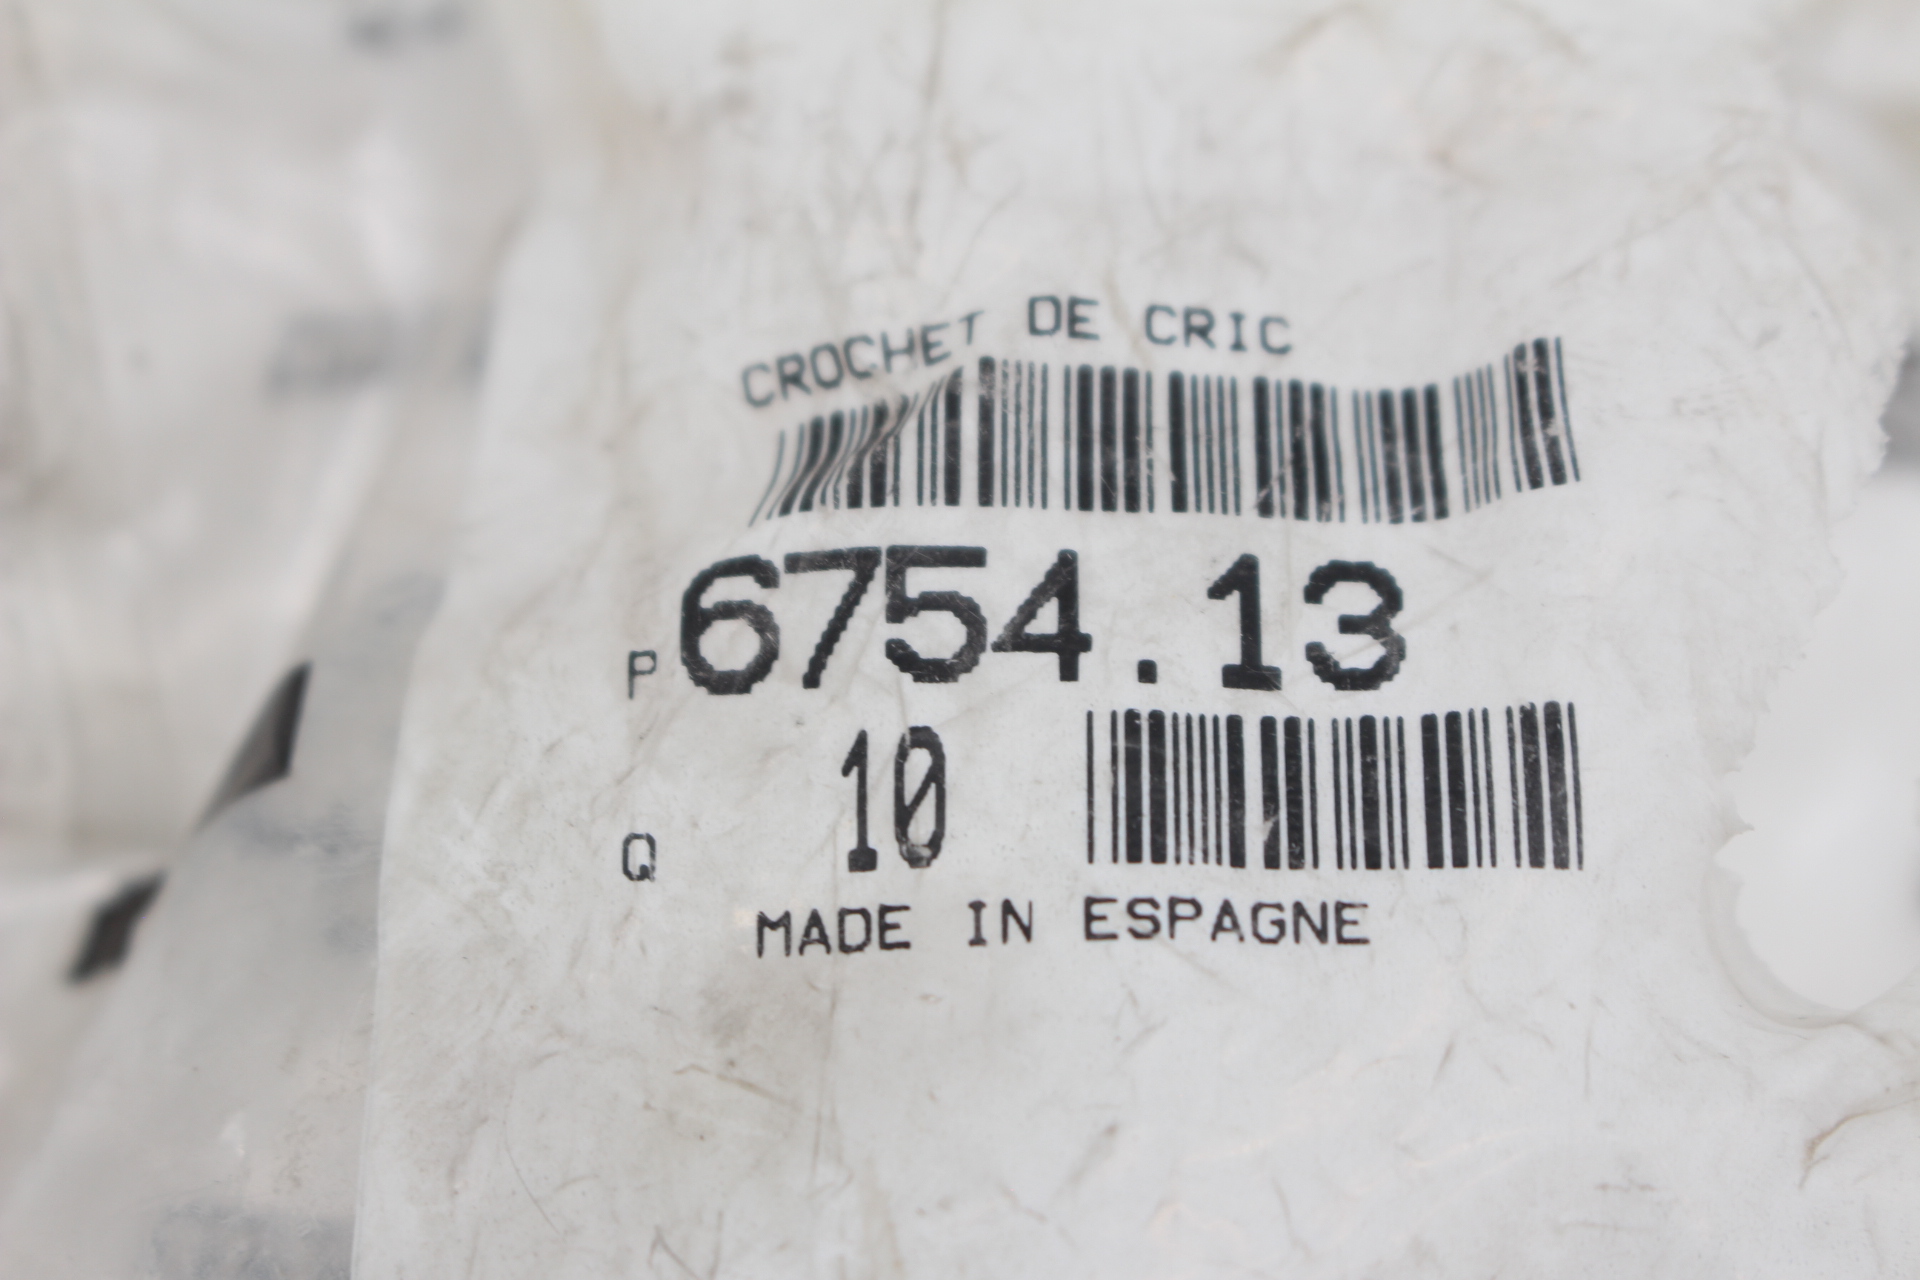 CROCHET DE CRIC
P 6754.13
Q 10
MADE IN ESPAGNE